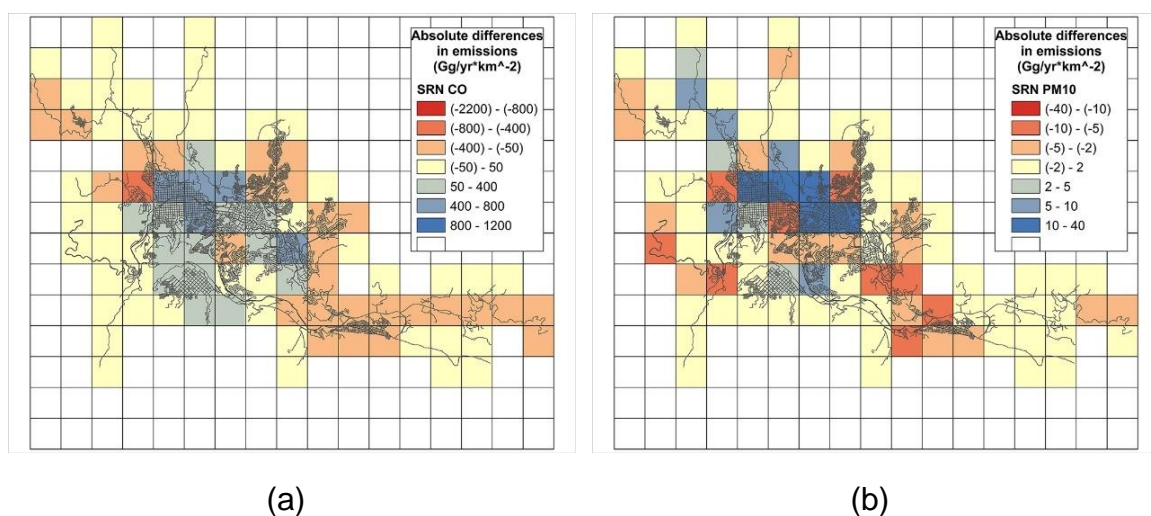 Absolute differences
in emissions
(Gg/yr*km^-2)
SRN CO
(-2200) - (-800)
(-800) - (-400)
(-400) - (-50)
(-50) - 50
50 - 400
400 - 800
800 - 1200
Absolute differences
in emissions
(Gg/yr*km^-2)
SRN PM10
(-40) - (-10)
(-10) - (-5)
(-5) - (-2)
(-2) - 2
2 - 5
5 - 10
10 - 40
(a)
(b)